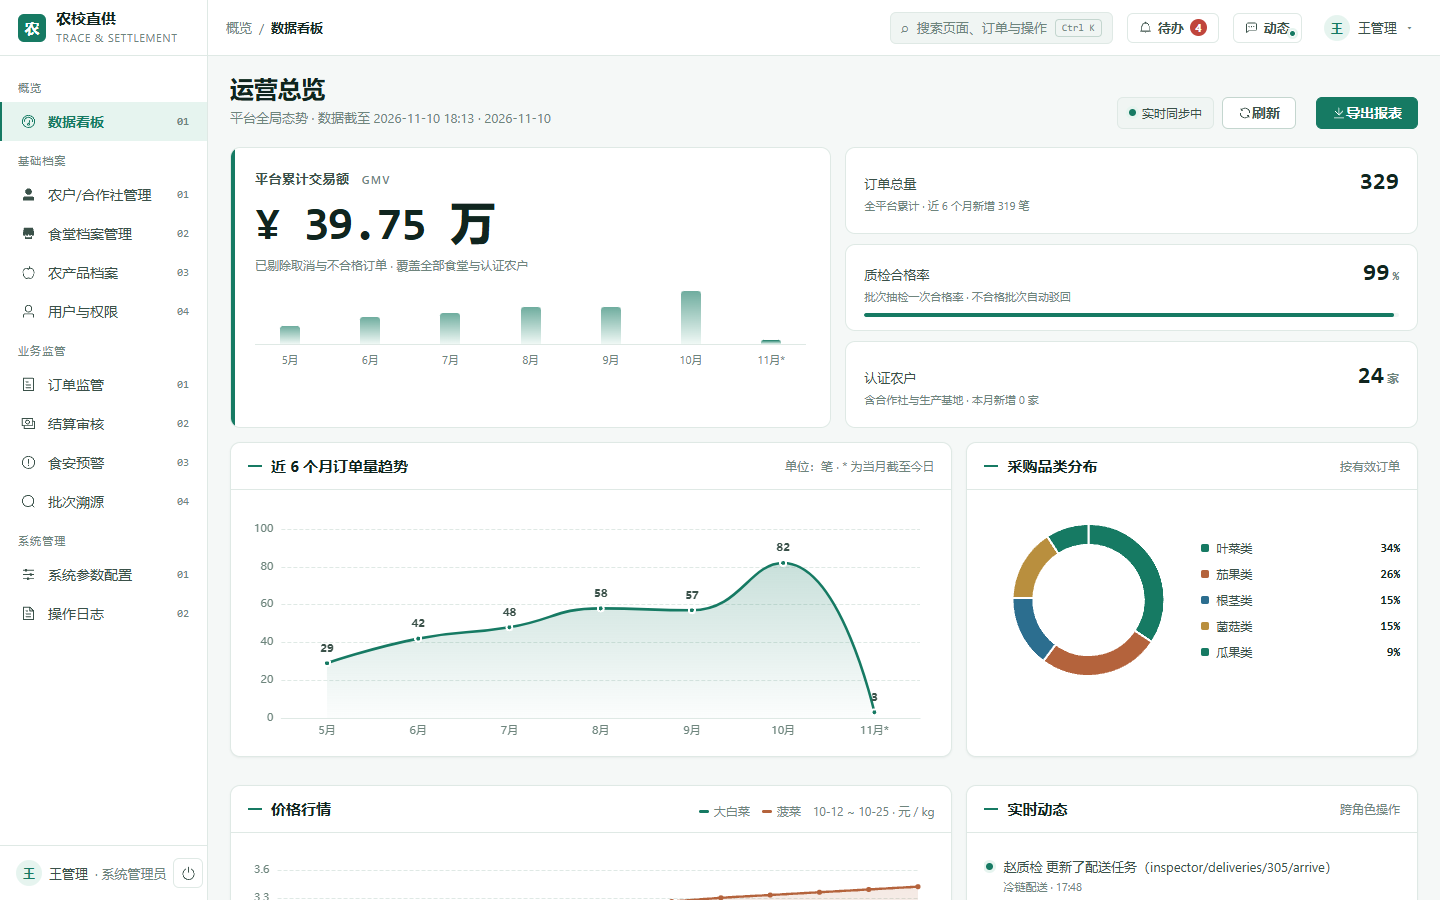 农校直供
TRACE & SETTLEMENT
概览
数据看板 01
基础档案
农户/合作社管理 01
食堂档案管理 02
农产品档案 03
用户与权限 04
业务监管
订单监管 01
结算审核 02
食安预警 03
批次溯源 04
系统管理
系统参数配置 01
操作日志 02
王 王管理 · 系统管理员
概览 / 数据看板
搜索页面、订单与操作 Ctrl K
待办 4
动态
王 王管理
运营总览
平台全局态势 · 数据截至 2026-11-10 18:13 · 2026-11-10
实时同步中
刷新
导出报表
平台累计交易额 GMV
¥ 39.75 万
已剔除取消与不合格订单 · 覆盖全部食堂与认证农户
5月 6月 7月 8月 9月 10月 11月*
订单总量 329
全平台累计 · 近 6 个月新增 319 笔
质检合格率 99 %
批次抽检一次合格率 · 不合格批次自动驳回
认证农户 24 家
含合作社与生产基地 · 本月新增 0 家
近 6 个月订单量趋势 单位：笔 · * 为当月截至今日
100
80
60
40
20
0
29 42 48 58 57 82 3
5月 6月 7月 8月 9月 10月 11月*
采购品类分布 按有效订单
叶菜类 34%
茄果类 26%
根茎类 15%
菌菇类 15%
瓜果类 9%
价格行情 大白菜 菠菜 10-12 ~ 10-25 · 元 / kg
3.6
3.3
实时动态 跨角色操作
赵质检 更新了配送任务（inspector/deliveries/305/arrive）
冷链配送 · 17:48